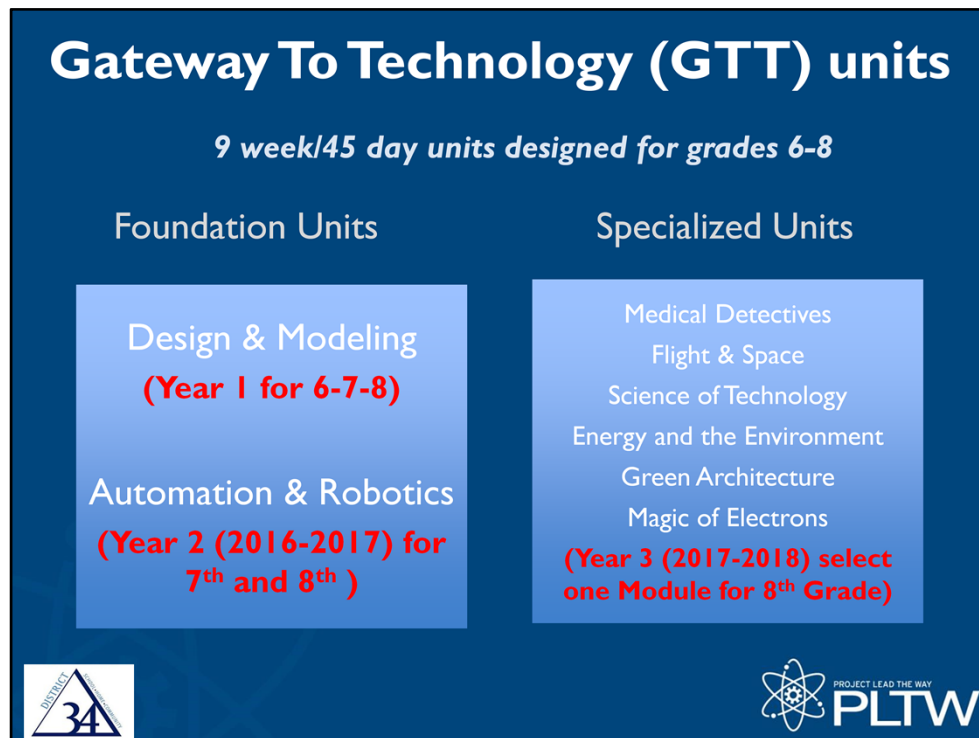 Gateway To Technology (GTT) units
9 week/45 day units designed for grades 6-8
Foundation Units
Design & Modeling
(Year 1 for 6-7-8)
Automation & Robotics
(Year 2 (2016-2017) for
7th and 8th )
Specialized Units
Medical Detectives
Flight & Space
Science of Technology
Energy and the Environment
Green Architecture
Magic of Electrons
(Year 3 (2017-2018) select
one Module for 8th Grade)
DISTRICT
34
PROJECT LEAD THE WAY
PLTW